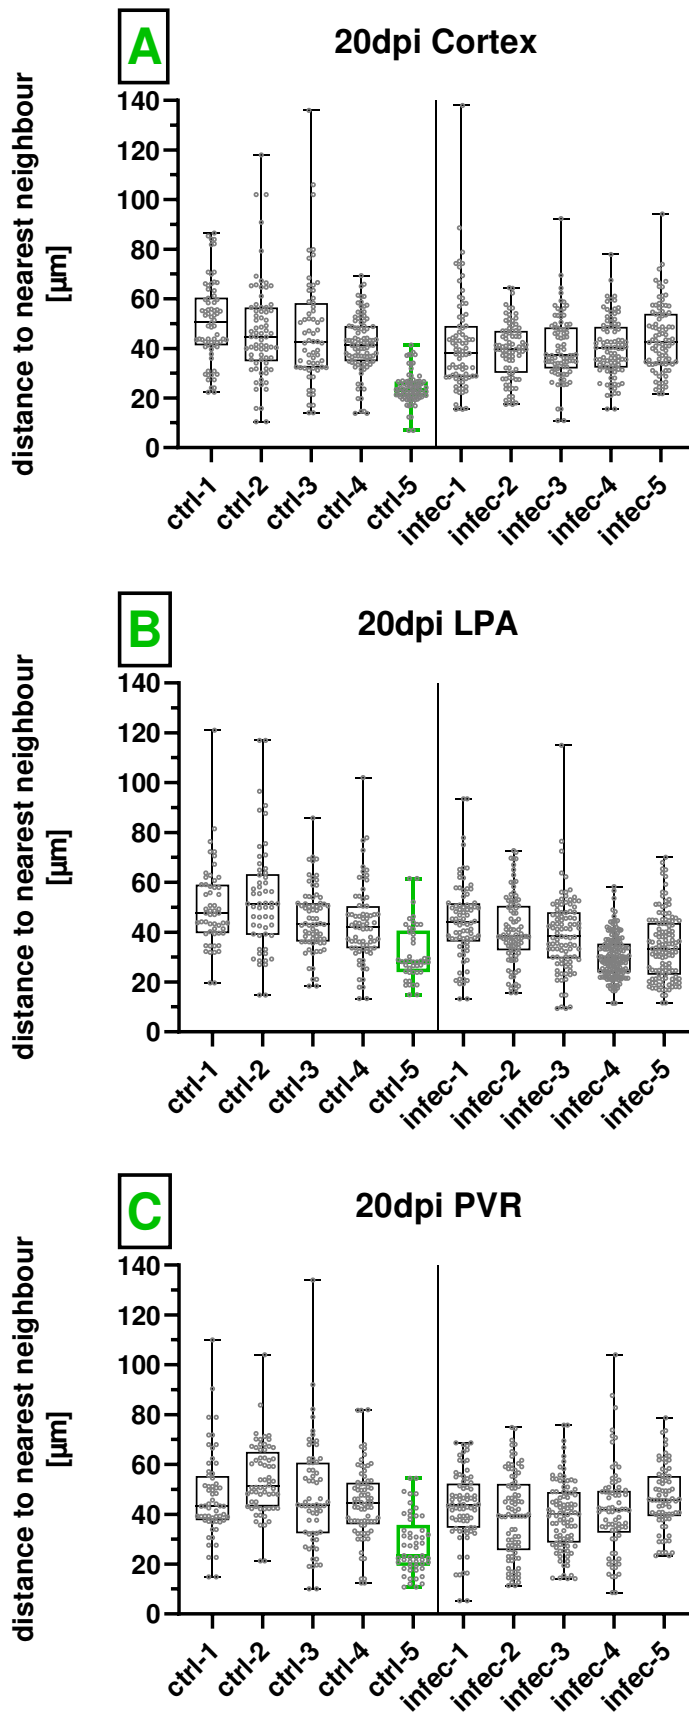 A
20dpi Cortex
distance to nearest neighbour
[µm]
140
120
100
80
60
40
20
0
ctrl-1
ctrl-2
ctrl-3
ctrl-4
ctrl-5
infec-1
infec-2
infec-3
infec-4
infec-5
B
20dpi LPA
distance to nearest neighbour
[µm]
140
120
100
80
60
40
20
0
ctrl-1
ctrl-2
ctrl-3
ctrl-4
ctrl-5
infec-1
infec-2
infec-3
infec-4
infec-5
C
20dpi PVR
distance to nearest neighbour
[µm]
140
120
100
80
60
40
20
0
ctrl-1
ctrl-2
ctrl-3
ctrl-4
ctrl-5
infec-1
infec-2
infec-3
infec-4
infec-5